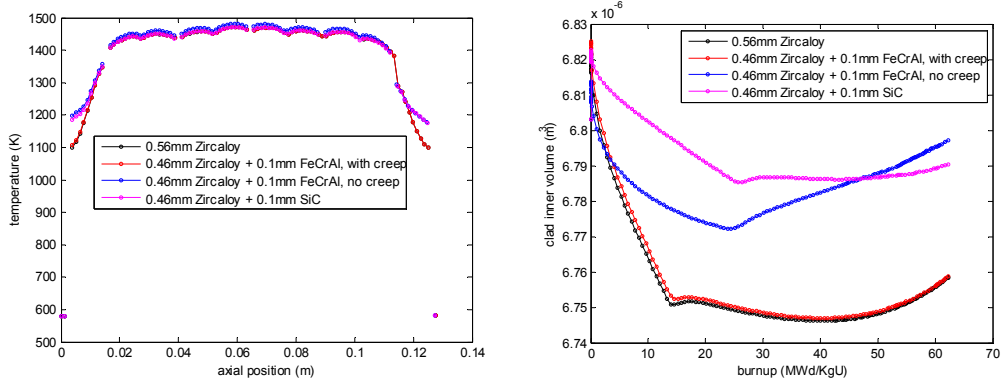 1500
1400
1300
1200
1100
1000
900
800
700
600
500
temperature (K)
0.56mm Zircaloy
0.46mm Zircaloy + 0.1mm FeCrAl, with creep
0.46mm Zircaloy + 0.1mm FeCrAl, no creep
0.46mm Zircaloy + 0.1mm SiC
0 0.02 0.04 0.06 0.08 0.1 0.12 0.14
axial position (m)
x 10-6
6.83
6.82
6.81
6.8
6.79
6.78
6.77
6.76
6.75
6.74
clad inner volume (m3)
0.56mm Zircaloy
0.46mm Zircaloy + 0.1mm FeCrAl, with creep
0.46mm Zircaloy + 0.1mm FeCrAl, no creep
0.46mm Zircaloy + 0.1mm SiC
0 10 20 30 40 50 60 70
burnup (MWd/KgU)